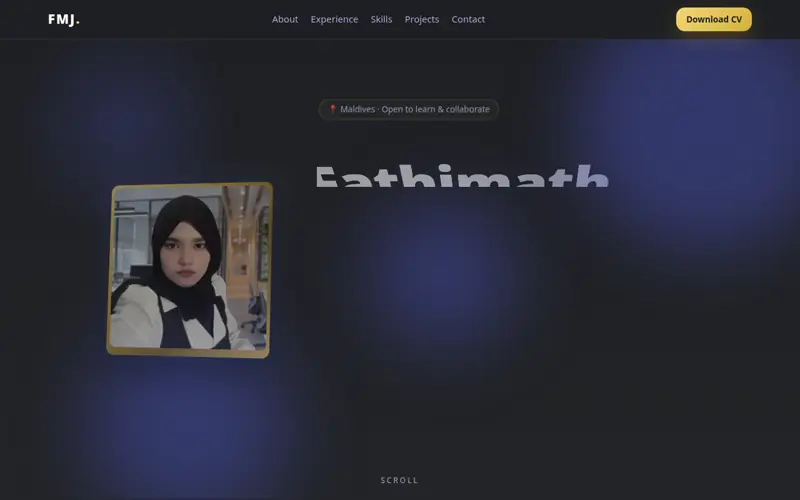 FMJ.
About Experience Skills Projects Contact
Download CV
📍 Maldives · Open to learn & collaborate
Fathimath
SCROLL